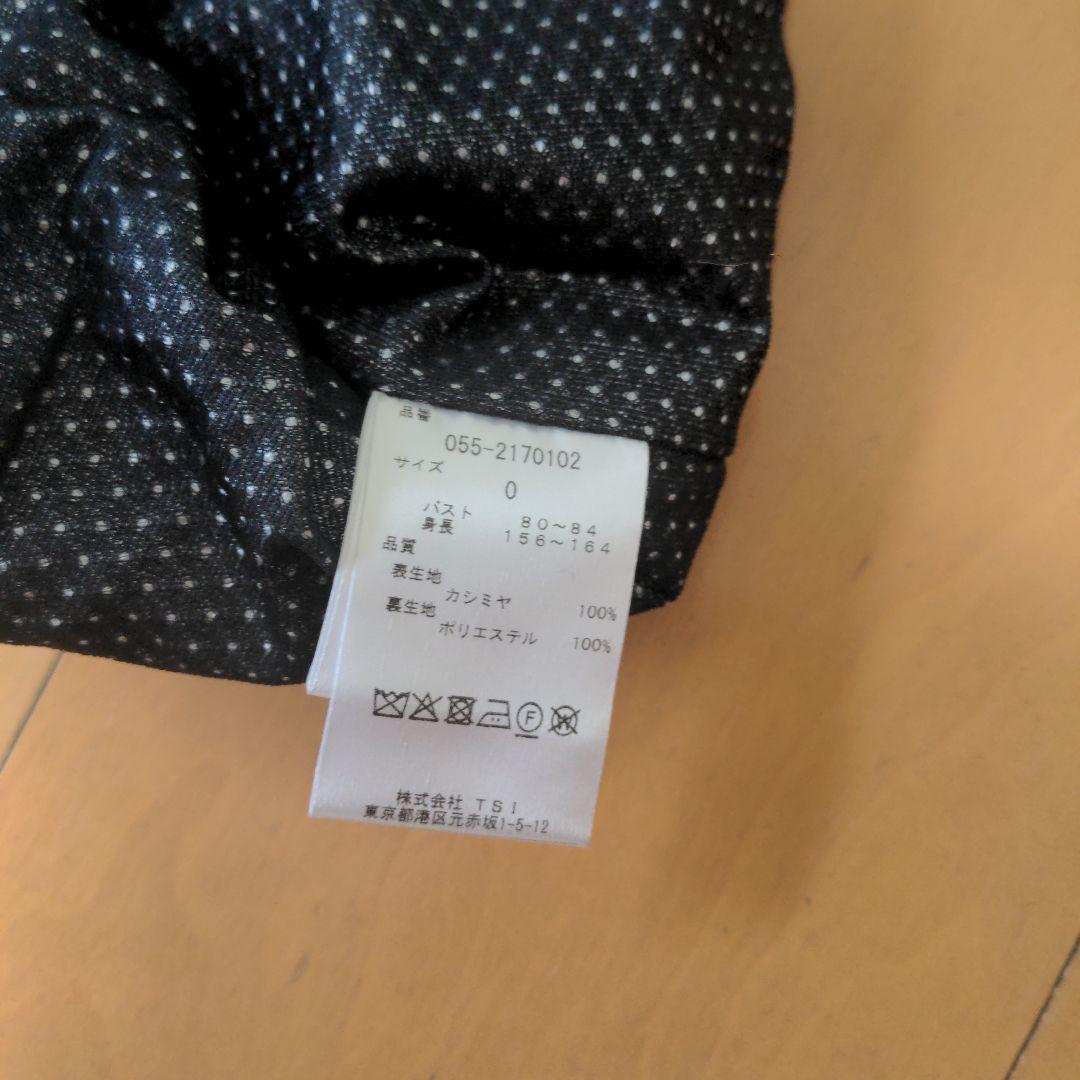 品番
055-2170102
サイズ
0
バスト 80～84
身長 156～164
品質
表生地
カシミヤ 100%
裏生地
ポリエステル 100%
F W
株式会社 TSI
東京都港区元赤坂1-5-12